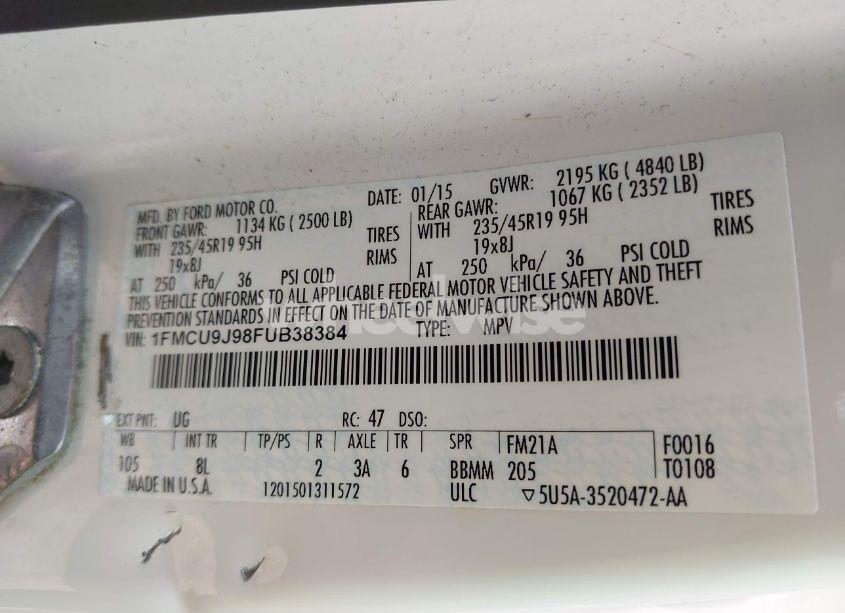 MFD. BY FORD MOTOR CO. DATE: 01/15 GVWR: 2195 KG ( 4840 LB)
FRONT GAWR: 1134 KG ( 2500 LB) REAR GAWR: 1067 KG ( 2352 LB)
WITH 235/45R19 95H TIRES WITH 235/45R19 95H TIRES
19x8J RIMS 19x8J RIMS
AT 250 kPa/ 36 PSI COLD AT 250 kPa/ 36 PSI COLD
THIS VEHICLE CONFORMS TO ALL APPLICABLE FEDERAL MOTOR VEHICLE SAFETY AND THEFT
PREVENTION STANDARDS IN EFFECT ON THE DATE OF MANUFACTURE SHOWN ABOVE.
VIN: 1FMCU9J98FUB38384 TYPE: MPV
EXT PNT: UG RC: 47 DSO:
WB INT TR TP/PS R AXLE TR SPR FM21A F0016
105 8L 2 3A 6 BBMM 205 T0108
MADE IN U.S.A. 1201501311572 ULC ▽5U5A-3520472-AA